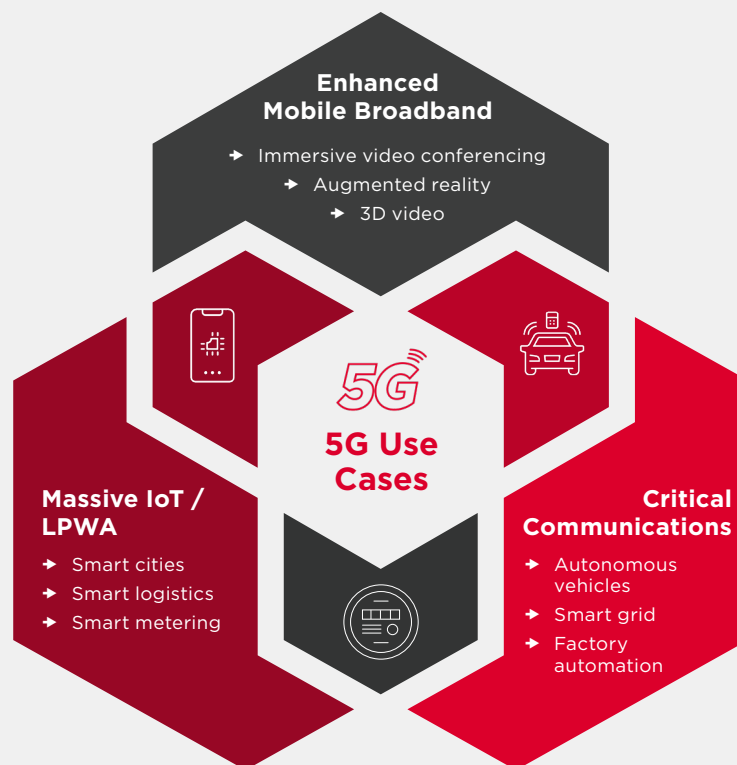 Enhanced
Mobile Broadband
Immersive video conferencing
Augmented reality
3D video
5G
5G Use
Cases
Massive IoT /
LPWA
Smart cities
Smart logistics
Smart metering
Critical
Communications
Autonomous
vehicles
Smart grid
Factory
automation